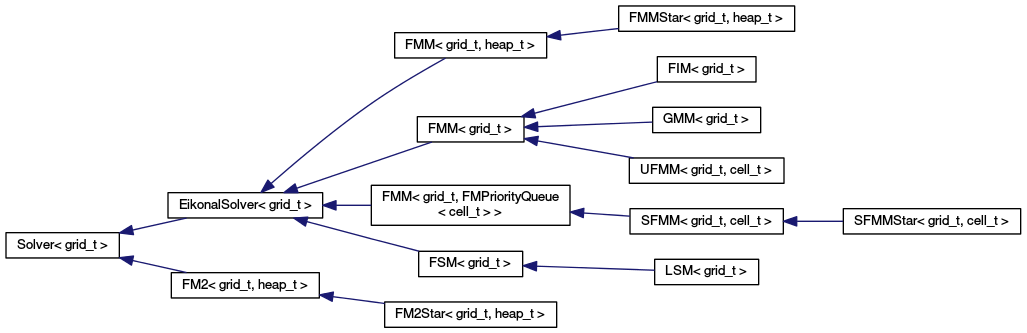 FMMStar< grid_t, heap_t >
FMM< grid_t, heap_t >
FIM< grid_t >
GMM< grid_t >
FMM< grid_t >
UFMM< grid_t, cell_t >
EikonalSolver< grid_t >
FMM< grid_t, FMPriorityQueue
< cell_t > >
SFMM< grid_t, cell_t >
SFMMStar< grid_t, cell_t >
Solver< grid_t >
FSM< grid_t >
LSM< grid_t >
FM2< grid_t, heap_t >
FM2Star< grid_t, heap_t >